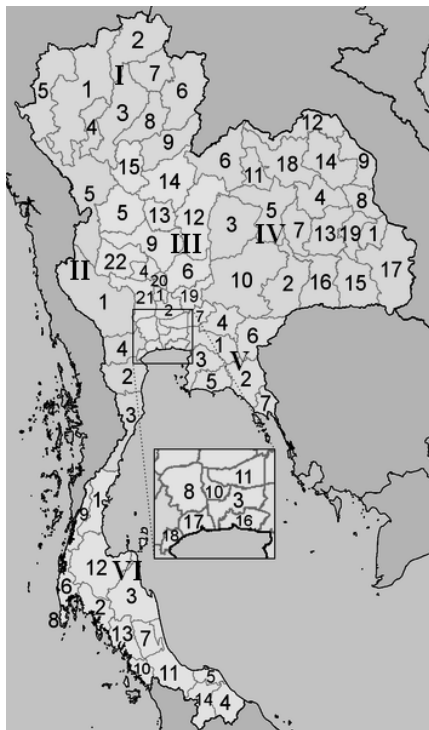 2
I 7
5 1 6
3
4 8
12
9
15 6 18 14 9
11
14
5 4 8
5 13 12 5
3 IV 7 13 19 1
9 III
II 22 4 6 17
20 10 2 16 15
1 21 1 19
2 7 4
1 6
4 3 V
2 5 2
7
3
11
8 10 3
1 17 16
9 18
12 VI
6 3
2
8
13 7
10 11 5
14 4